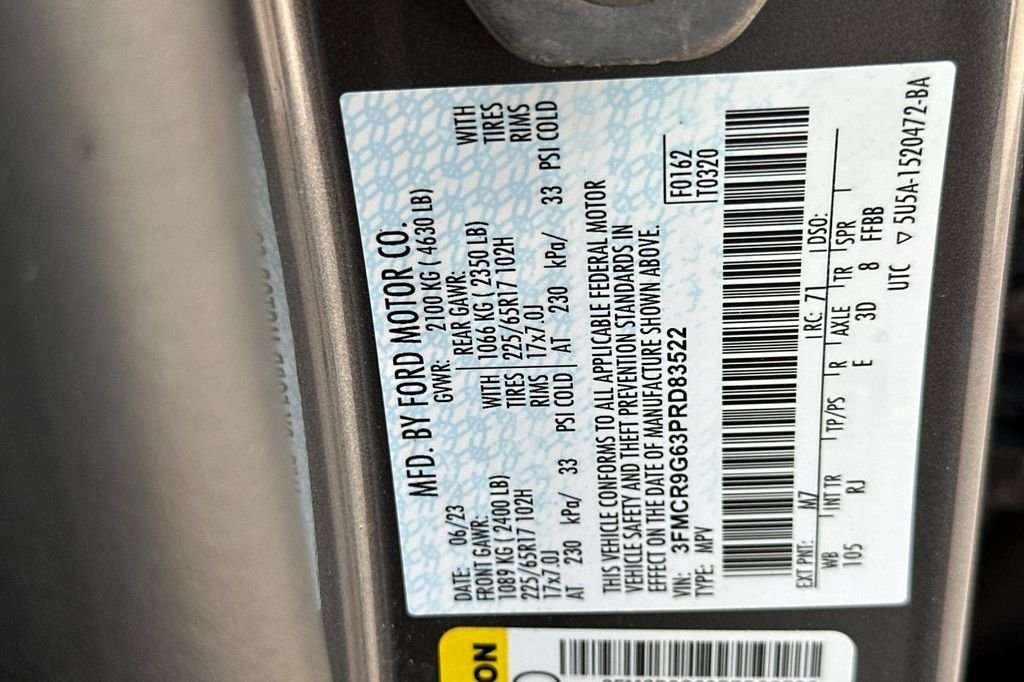 MFD. BY FORD MOTOR CO.
DATE: 06/23 GWVR: 2100 KG ( 4630 LB)
FRONT GAWR: REAR GAWR:
1089 KG ( 2400 LB) WITH 1066 KG ( 2350 LB) WITH
225/65R17 102H TIRES 225/65R17 102H TIRES
17x7.0J RIMS 17x7.0J RIMS
AT 230 kPa/ 33 PSI COLD AT 230 kPa/ 33 PSI COLD
THIS VEHICLE CONFORMS TO ALL APPLICABLE FEDERAL MOTOR
VEHICLE SAFETY AND THEFT PREVENTION STANDARDS IN
EFFECT ON THE DATE OF MANUFACTURE SHOWN ABOVE.
VIN: 3FMCR9G63PRD83522 F0162
TYPE: MPV T0320
EXT PNT: M7 RC: 71 DSO:
WB INT TR TP/PS R AXLE TR SPR
105 RJ E 3D 8 FFBB
UTC ▽ 5U5A-1520472-BA
ON